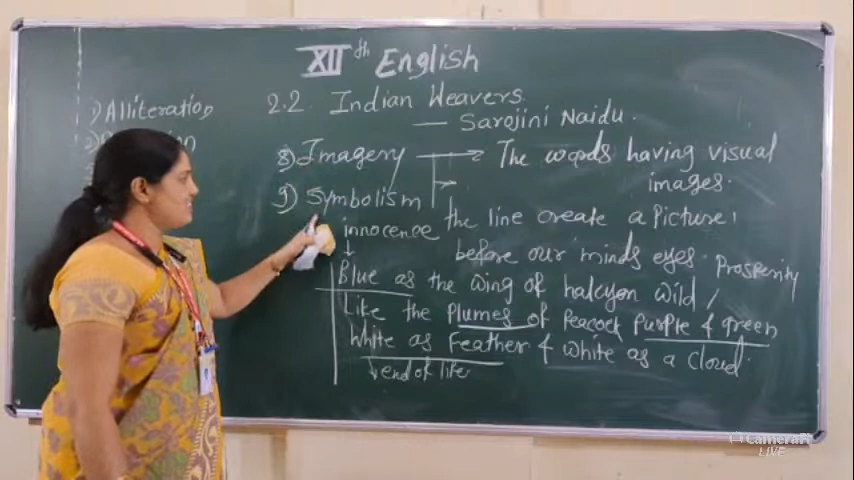 XIIth English
2.2. Indian Weavers
— Sarojini Naidu.
1) Alliteration
2)
8) Imagery → The words having visual
images.
9) Symbolism
innocence the line create a Picture
before our minds eyes. Prosperity
Blue as the wing of halcyon wild /
Like the Plumes of Peacock Purple & green
White as Feather & white as a cloud.
↓ end of life
CameraFi
LIVE